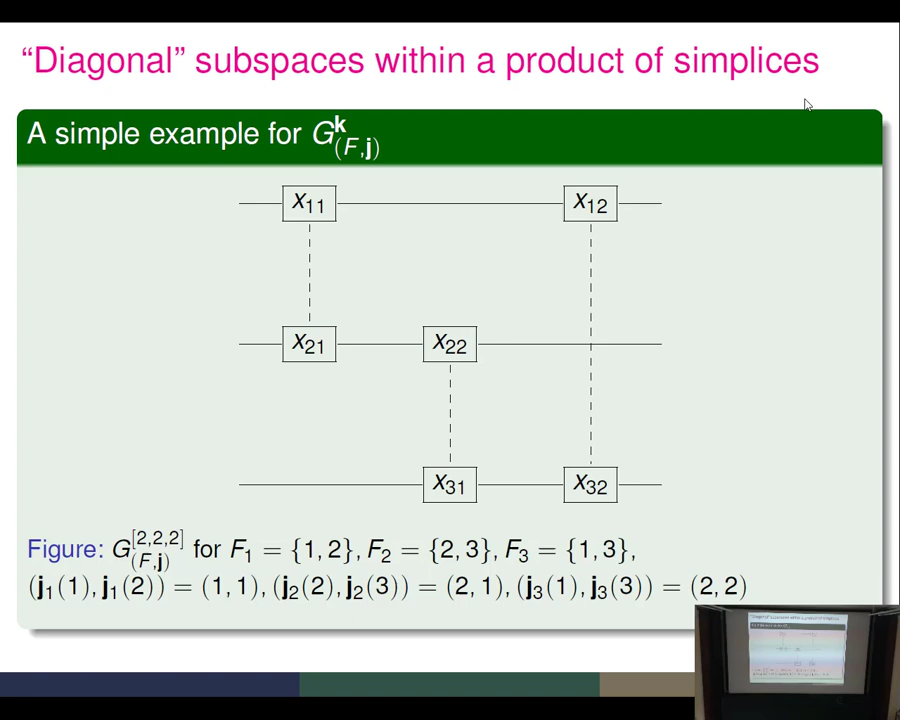 “Diagonal” subspaces within a product of simplices
A simple example for G^k_(F,j)
x11 x12
x21 x22
x31 x32
Figure: G^[2,2,2]_(F,j) for F1 = {1, 2}, F2 = {2, 3}, F3 = {1, 3},
(j1(1), j1(2)) = (1, 1), (j2(2), j2(3)) = (2, 1), (j3(1), j3(3)) = (2, 2)